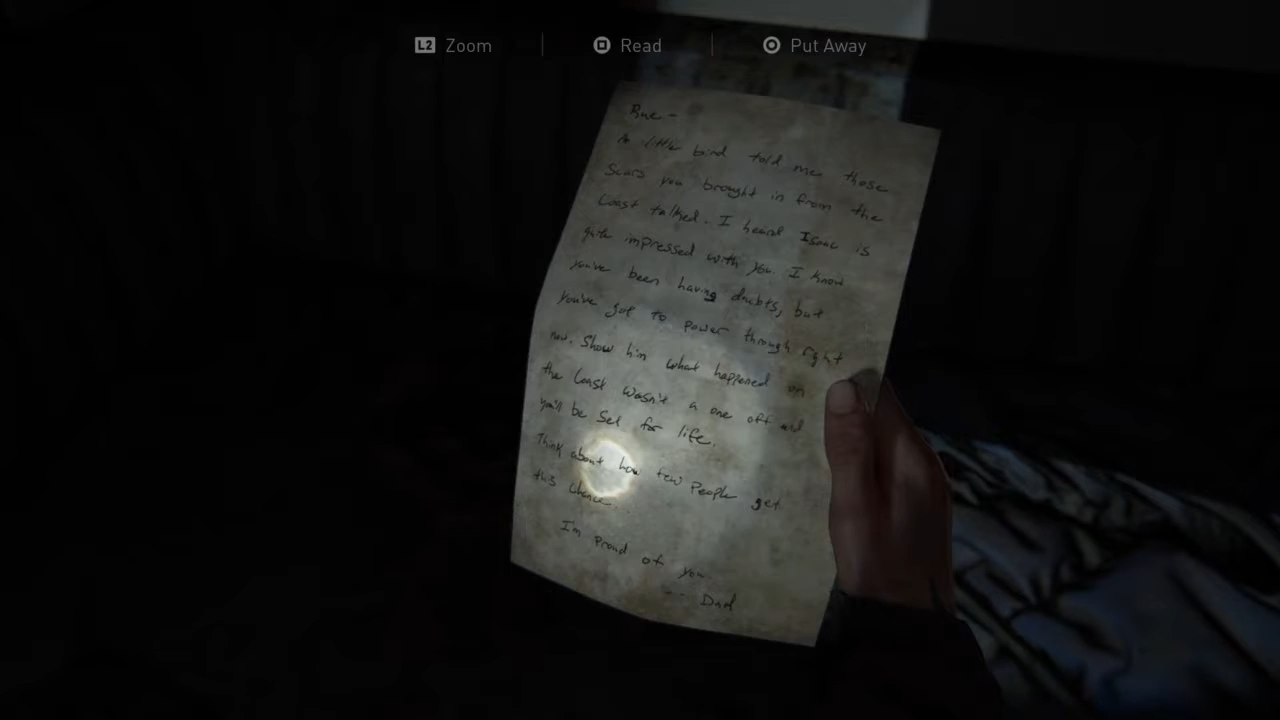 L2 Zoom | Read | Put Away
A little bird told me those
Scars you brought in from the
Coast talked. I heard Isaac is
quite impressed with you. I know
you've been having doubts, but
you've got to power through right
now. Show him what happened on
the Coast wasn't a one off and
you'll be set for life.
Think about how few people get
this chance.
I'm proud of you.
-- Dad